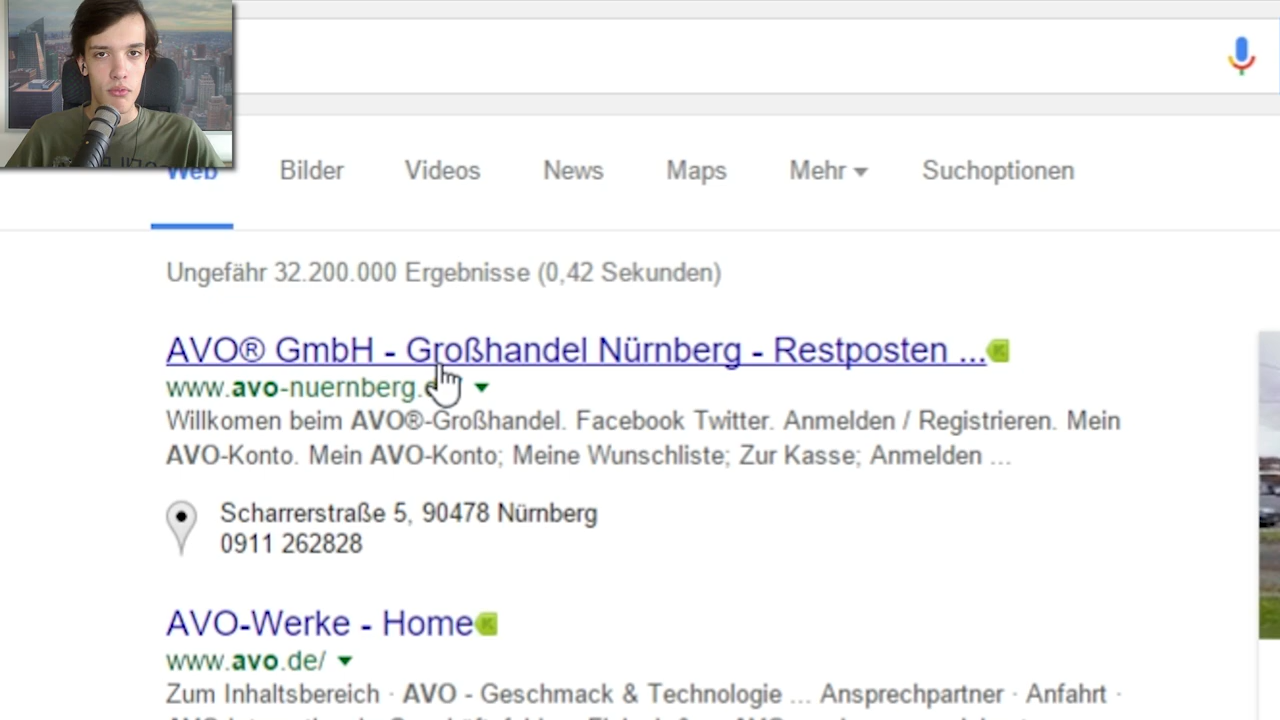 Web
Bilder
Videos
News
Maps
Mehr
Suchoptionen
Ungefähr 32.200.000 Ergebnisse (0,42 Sekunden)
AVO® GmbH - Großhandel Nürnberg - Restposten ...
www.avo-nuernberg.
Willkommen beim AVO®-Großhandel. Facebook Twitter. Anmelden / Registrieren. Mein
AVO-Konto. Mein AVO-Konto; Meine Wunschliste; Zur Kasse; Anmelden ...
Scharrerstraße 5, 90478 Nürnberg
0911 262828
AVO-Werke - Home
www.avo.de/
Zum Inhaltsbereich · AVO - Geschmack & Technologie ... Ansprechpartner · Anfahrt ·